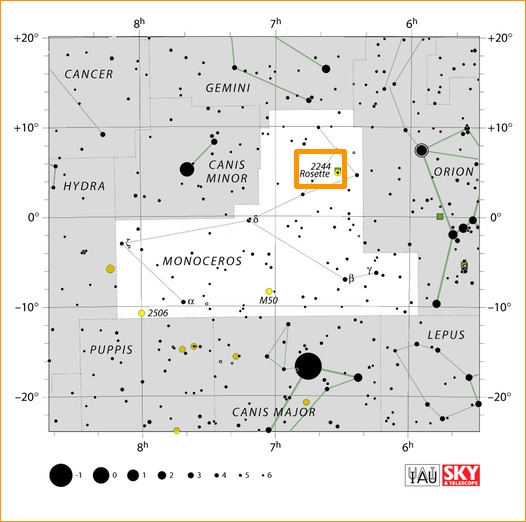 8ʰ 7ʰ 6ʰ
+20° +20°
CANCER
GEMINI
+10° +10°
2244
Rosette
CANIS
MINOR
ORION
HYDRA
0° 0°
δ
ζ
MONOCEROS
β γ
α
M50
2506
-10° -10°
PUPPIS
LEPUS
-20° -20°
CANIS MAJOR
8ʰ 7ʰ 6ʰ
-1 0 1 2 3 4 5 6
IAU
SKY
& TELESCOPE